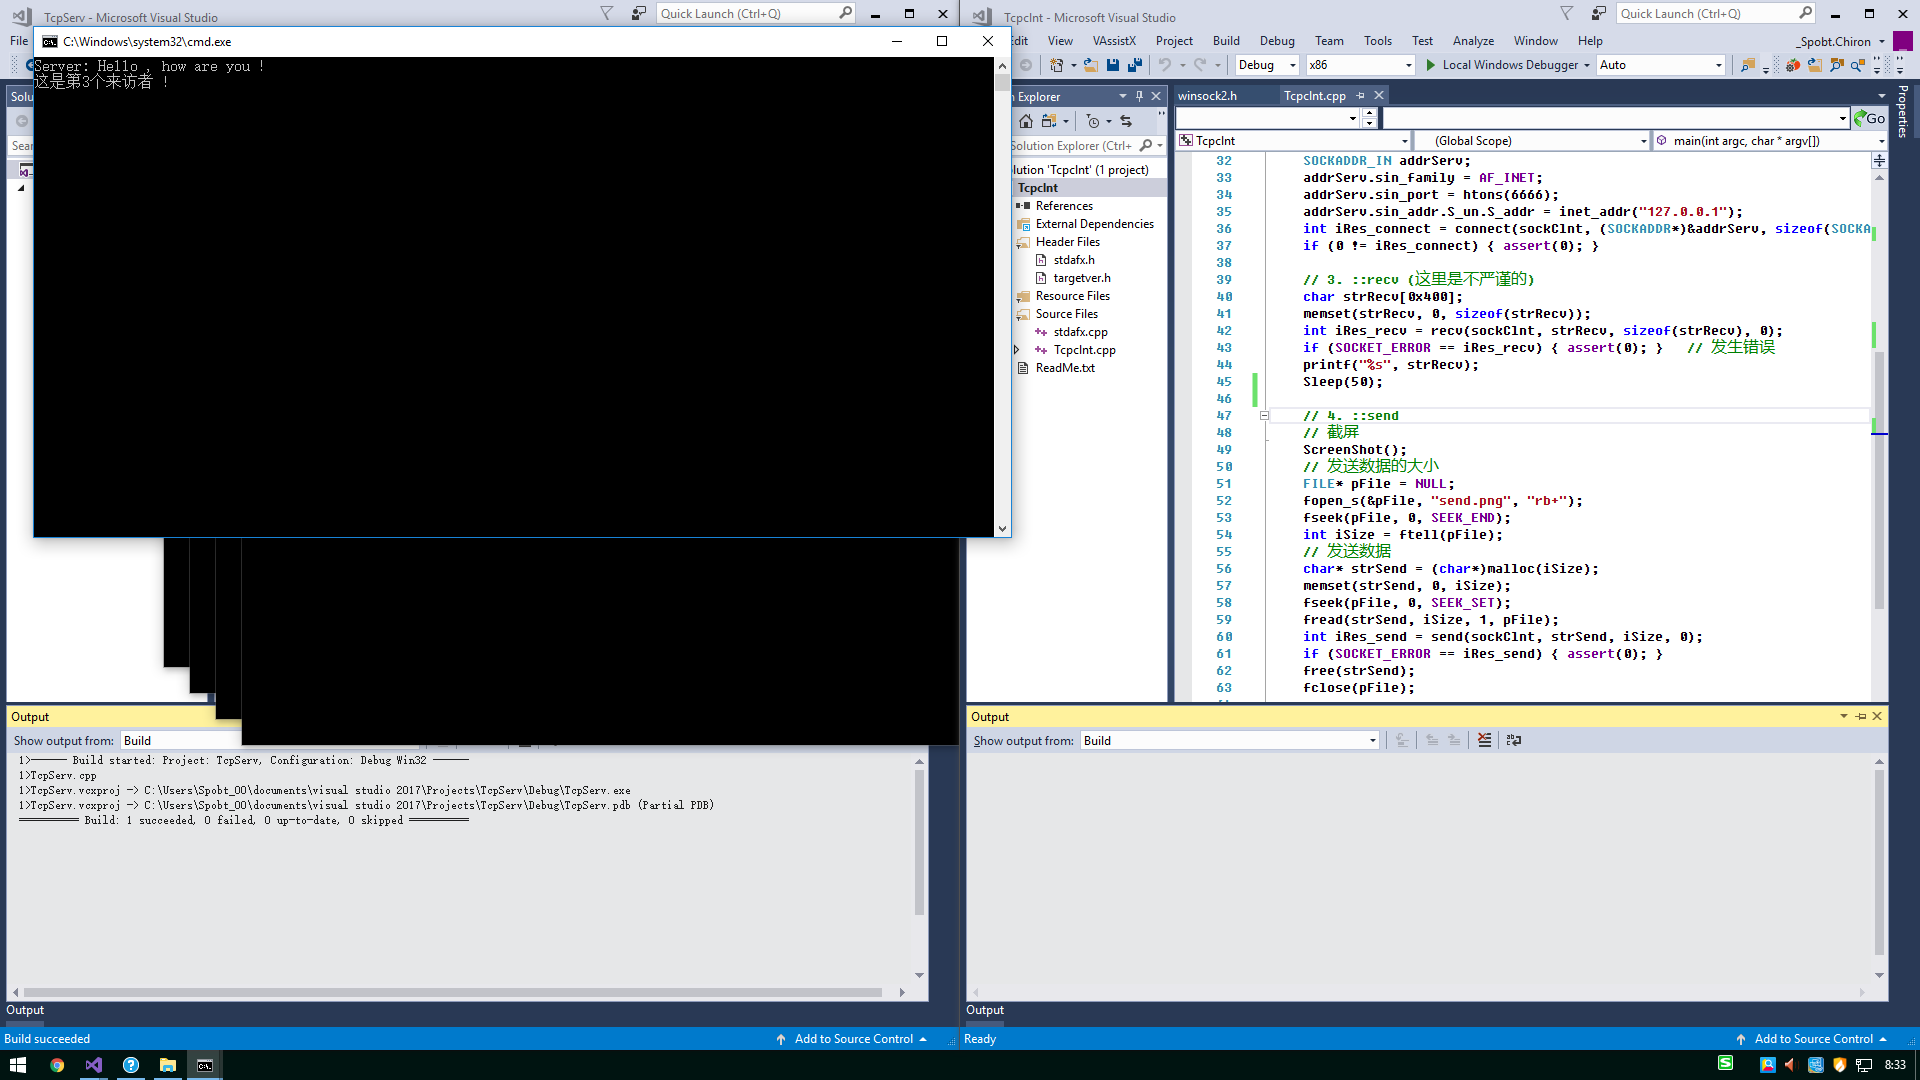 TcpServ - Microsoft Visual Studio
Quick Launch (Ctrl+Q)
TcpcInt - Microsoft Visual Studio
Quick Launch (Ctrl+Q)
File
C:\Windows\system32\cmd.exe
View VAssistX Project Build Debug Team Tools Test Analyze Window Help
_Spobt.Chiron
Server: Hello , how are you !
这是第3个来访者 !
Debug x86 Local Windows Debugger Auto
Explorer
winsock2.h TcpcInt.cpp
Properties
Go
Solution Explorer (Ctrl+
TcpcInt (Global Scope) main(int argc, char * argv[])
'TcpcInt' (1 project)
TcpcInt
References
External Dependencies
Header Files
stdafx.h
targetver.h
Resource Files
Source Files
stdafx.cpp
TcpcInt.cpp
ReadMe.txt
32 SOCKADDR_IN addrServ;
33 addrServ.sin_family = AF_INET;
34 addrServ.sin_port = htons(6666);
35 addrServ.sin_addr.S_un.S_addr = inet_addr("127.0.0.1");
36 int iRes_connect = connect(sockClnt, (SOCKADDR*)&addrServ, sizeof(SOCKA
37 if (0 != iRes_connect) { assert(0); }
38
39 // 3. ::recv (这里是不严谨的)
40 char strRecv[0x400];
41 memset(strRecv, 0, sizeof(strRecv));
42 int iRes_recv = recv(sockClnt, strRecv, sizeof(strRecv), 0);
43 if (SOCKET_ERROR == iRes_recv) { assert(0); } // 发生错误
44 printf("%s", strRecv);
45 Sleep(50);
46
47 // 4. ::send
48 // 截屏
49 ScreenShot();
50 // 发送数据的大小
51 FILE* pFile = NULL;
52 fopen_s(&pFile, "send.png", "rb+");
53 fseek(pFile, 0, SEEK_END);
54 int iSize = ftell(pFile);
55 // 发送数据
56 char* strSend = (char*)malloc(iSize);
57 memset(strSend, 0, iSize);
58 fseek(pFile, 0, SEEK_SET);
59 fread(strSend, iSize, 1, pFile);
60 int iRes_send = send(sockClnt, strSend, iSize, 0);
61 if (SOCKET_ERROR == iRes_send) { assert(0); }
62 free(strSend);
63 fclose(pFile);
Output
Show output from: Build
1>------ Build started: Project: TcpServ, Configuration: Debug Win32 ------
1>TcpServ.cpp
1>TcpServ.vcxproj -> C:\Users\Spobt_OO\documents\visual studio 2017\Projects\TcpServ\Debug\TcpServ.exe
1>TcpServ.vcxproj -> C:\Users\Spobt_OO\documents\visual studio 2017\Projects\TcpServ\Debug\TcpServ.pdb (Partial PDB)
========== Build: 1 succeeded, 0 failed, 0 up-to-date, 0 skipped ==========
Output
Show output from: Build
Output
Output
Build succeeded
Add to Source Control
Ready
Add to Source Control
8:33